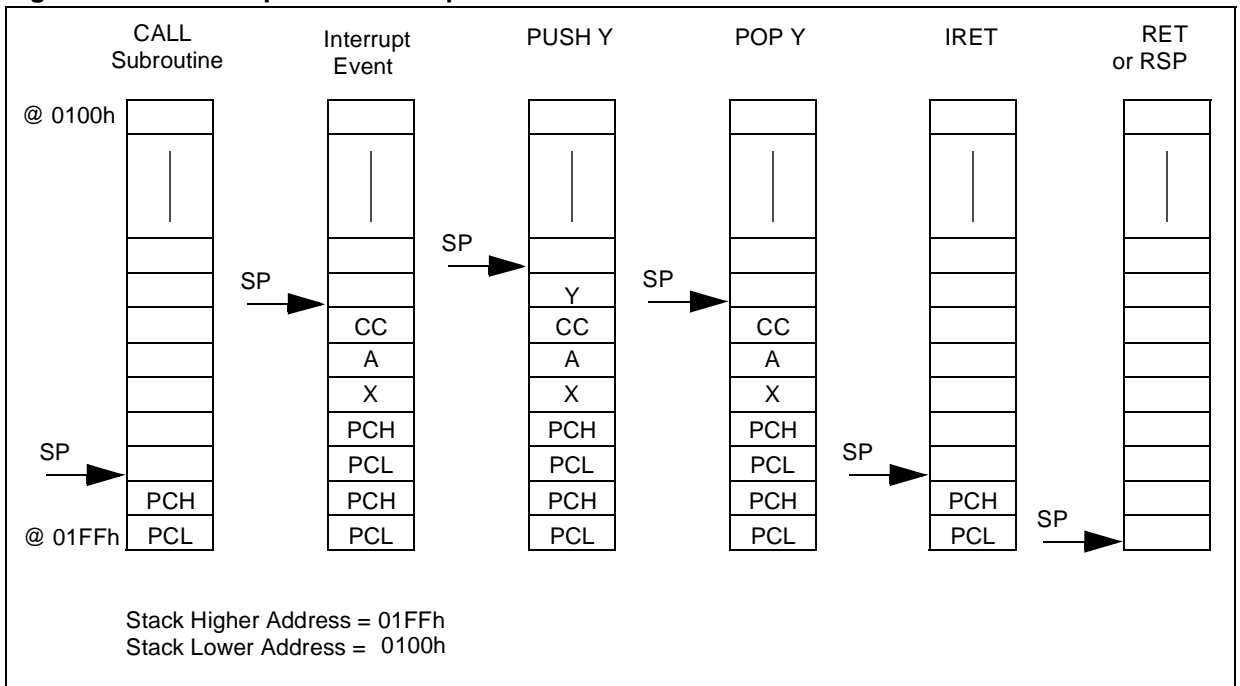 CALL Subroutine
Interrupt Event
PUSH Y
POP Y
IRET
RET or RSP
@ 0100h
SP
SP
SP
Y
CC
CC
CC
A
A
A
X
X
X
PCH
PCH
PCH
SP
SP
PCL
PCL
PCL
PCH
PCH
PCH
PCH
PCH
SP
@ 01FFh
PCL
PCL
PCL
PCL
PCL
Stack Higher Address = 01FFh
Stack Lower Address = 0100h